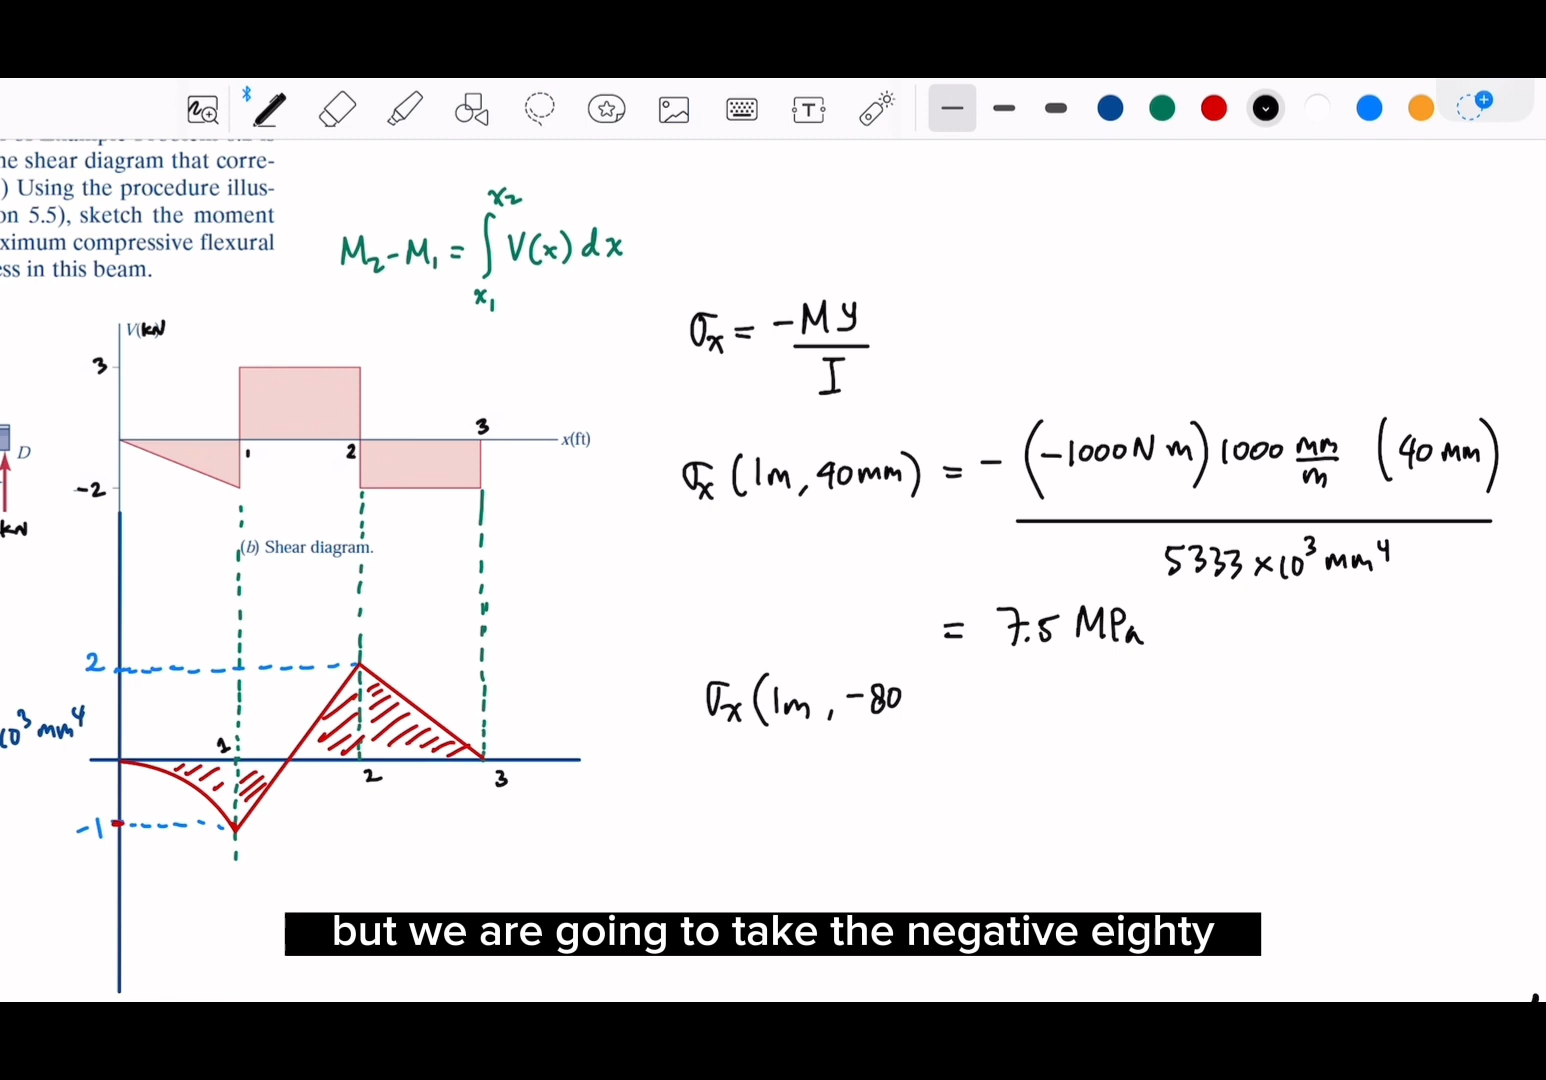 he shear diagram that corre-
) Using the procedure illus-
on 5.5), sketch the moment
ximum compressive flexural
ess in this beam.
M₂-M₁ = ∫ V(x) dx
x₂
x₁
V(kN
3
-2
1
2
3
x(ft)
D
kN
(b) Shear diagram.
σx = -My
I
σx (1m, 40mm) = - (-1000 N m) 1000 mm/m (40 mm)
5333 x 10³ mm⁴
= 7.5 MPa
σx (1m, -80
2
10³ mm⁴
1
2
3
-1
but we are going to take the negative eighty
T